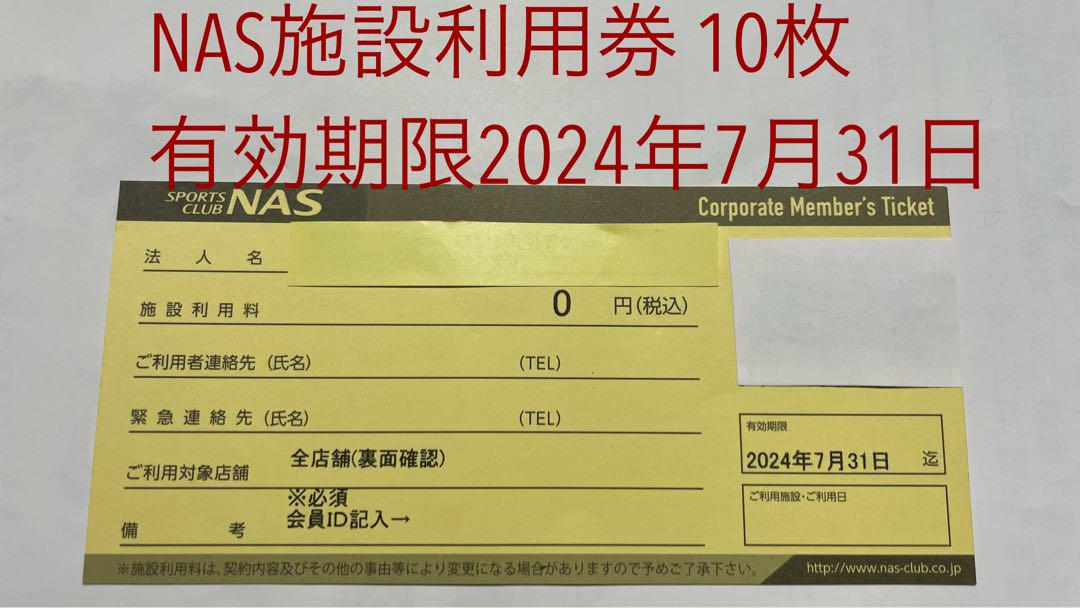 NAS施設利用券 10枚
有効期限2024年7月31日
SPORTS CLUB NAS
Corporate Member's Ticket
法人名
施設利用料 0 円(税込)
ご利用者連絡先 (氏名) (TEL)
緊急連絡先 (氏名) (TEL)
有効期限
2024年7月31日 迄
ご利用対象店舗 全店舗(裏面確認)
ご利用施設・ご利用日
備考 ※必須
会員ID記入→
※施設利用料は、契約内容及びその他の事由等により変更になる場合がありますので予めご了承下さい。
http://www.nas-club.co.jp